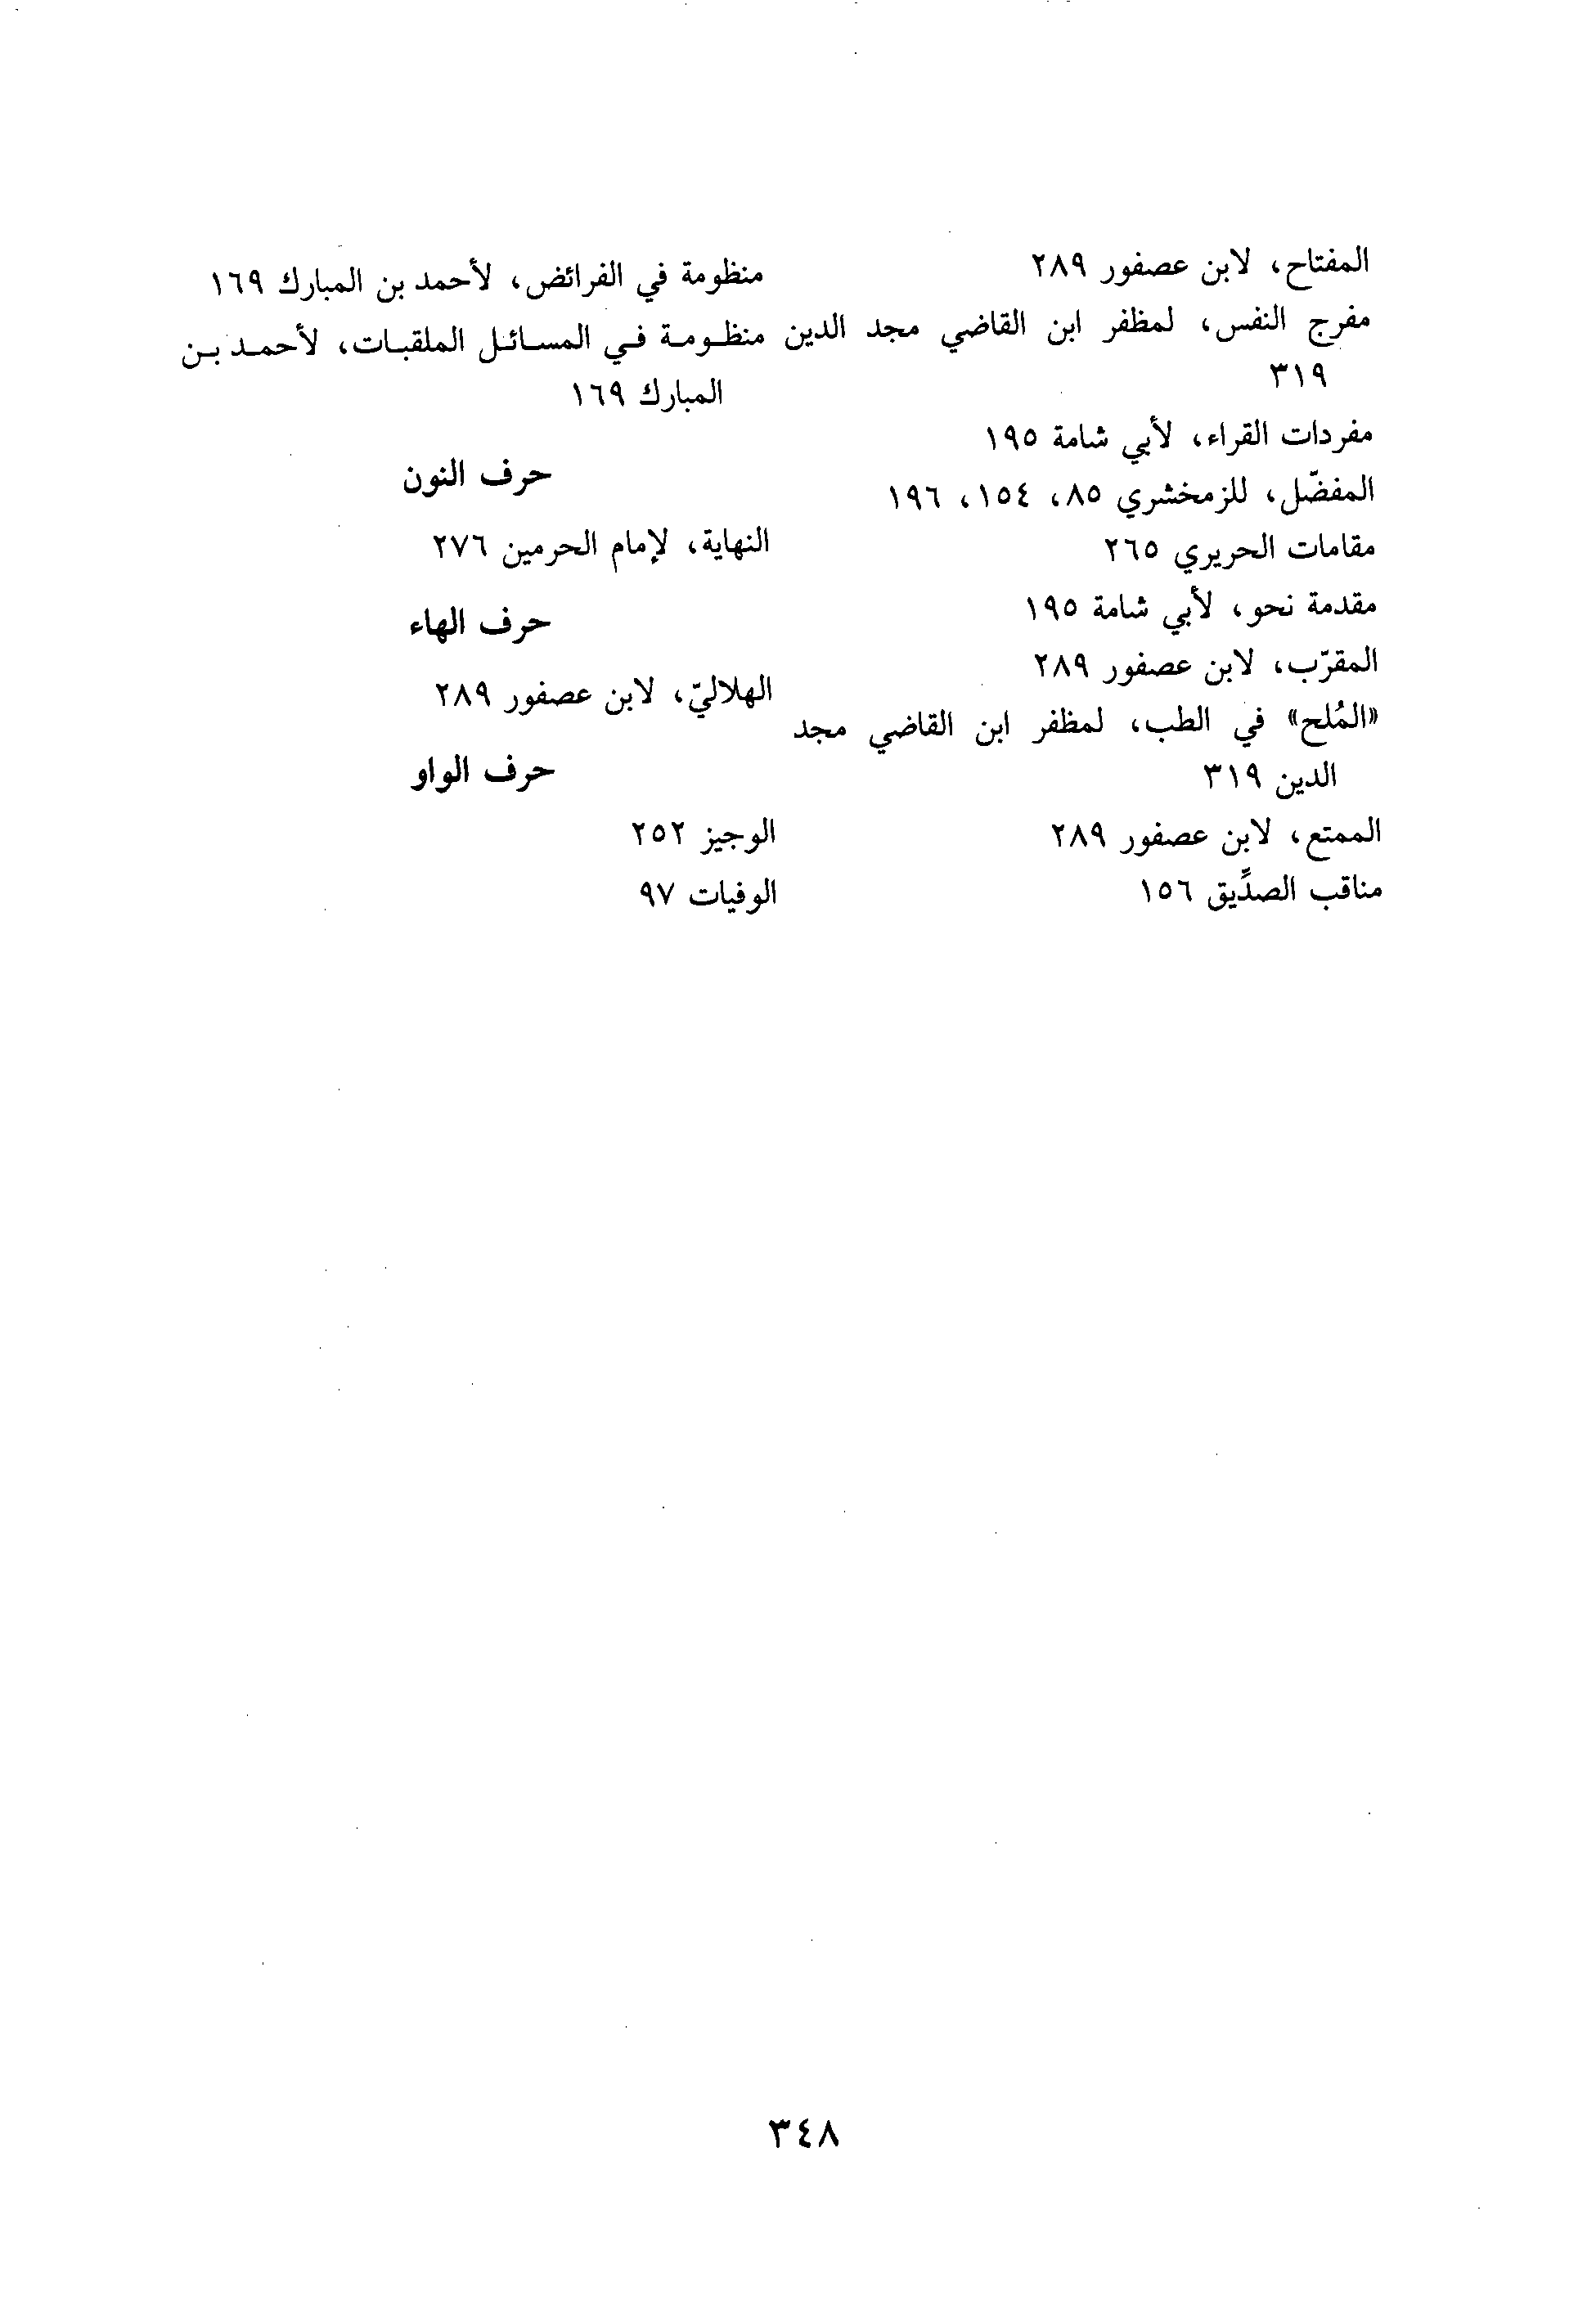 المفتاح، لابن عصفور ٢٨٩
مفرج النفس، لمظفر ابن القاضي مجد الدين
٣١٩
مفردات القراء، لأبي شامة ١٩٥
المفضّل، للزمخشري ٨٥، ١٥٤، ١٩٦
مقامات الحريري ٢٦٥
مقدمة نحو، لأبي شامة ١٩٥
المقرّب، لابن عصفور ٢٨٩
«المُلح» في الطب، لمظفر ابن القاضي مجد
الدين ٣١٩
الممتع، لابن عصفور ٢٨٩
مناقب الصدِّيق ١٥٦
منظومة في الفرائض، لأحمد بن المبارك ١٦٩
منظومة في المسائل الملقبات، لأحمد بن
المبارك ١٦٩
حرف النون
النهاية، لإمام الحرمين ٢٧٦
حرف الهاء
الهلاليّ، لابن عصفور ٢٨٩
حرف الواو
الوجيز ٢٥٢
الوفيات ٩٧
٣٤٨